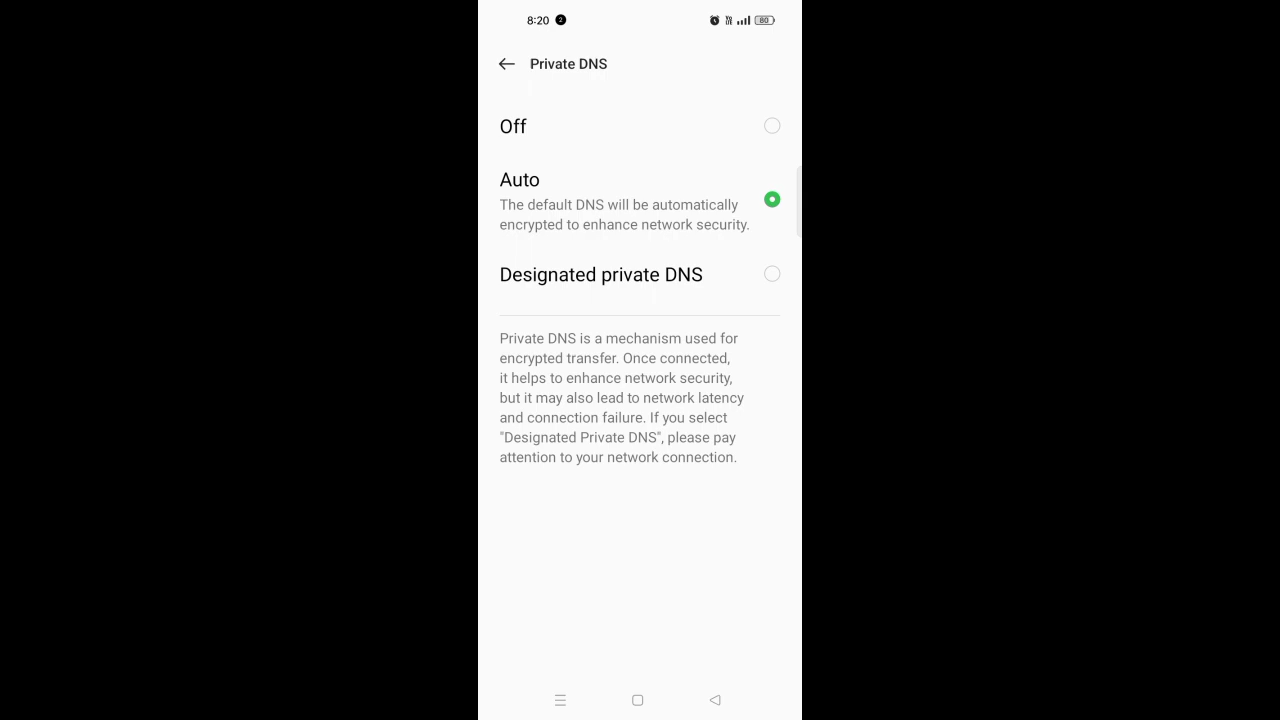 8:20 2 80
Private DNS
Off
Auto
The default DNS will be automatically
encrypted to enhance network security.
Designated private DNS
Private DNS is a mechanism used for
encrypted transfer. Once connected,
it helps to enhance network security,
but it may also lead to network latency
and connection failure. If you select
"Designated Private DNS", please pay
attention to your network connection.